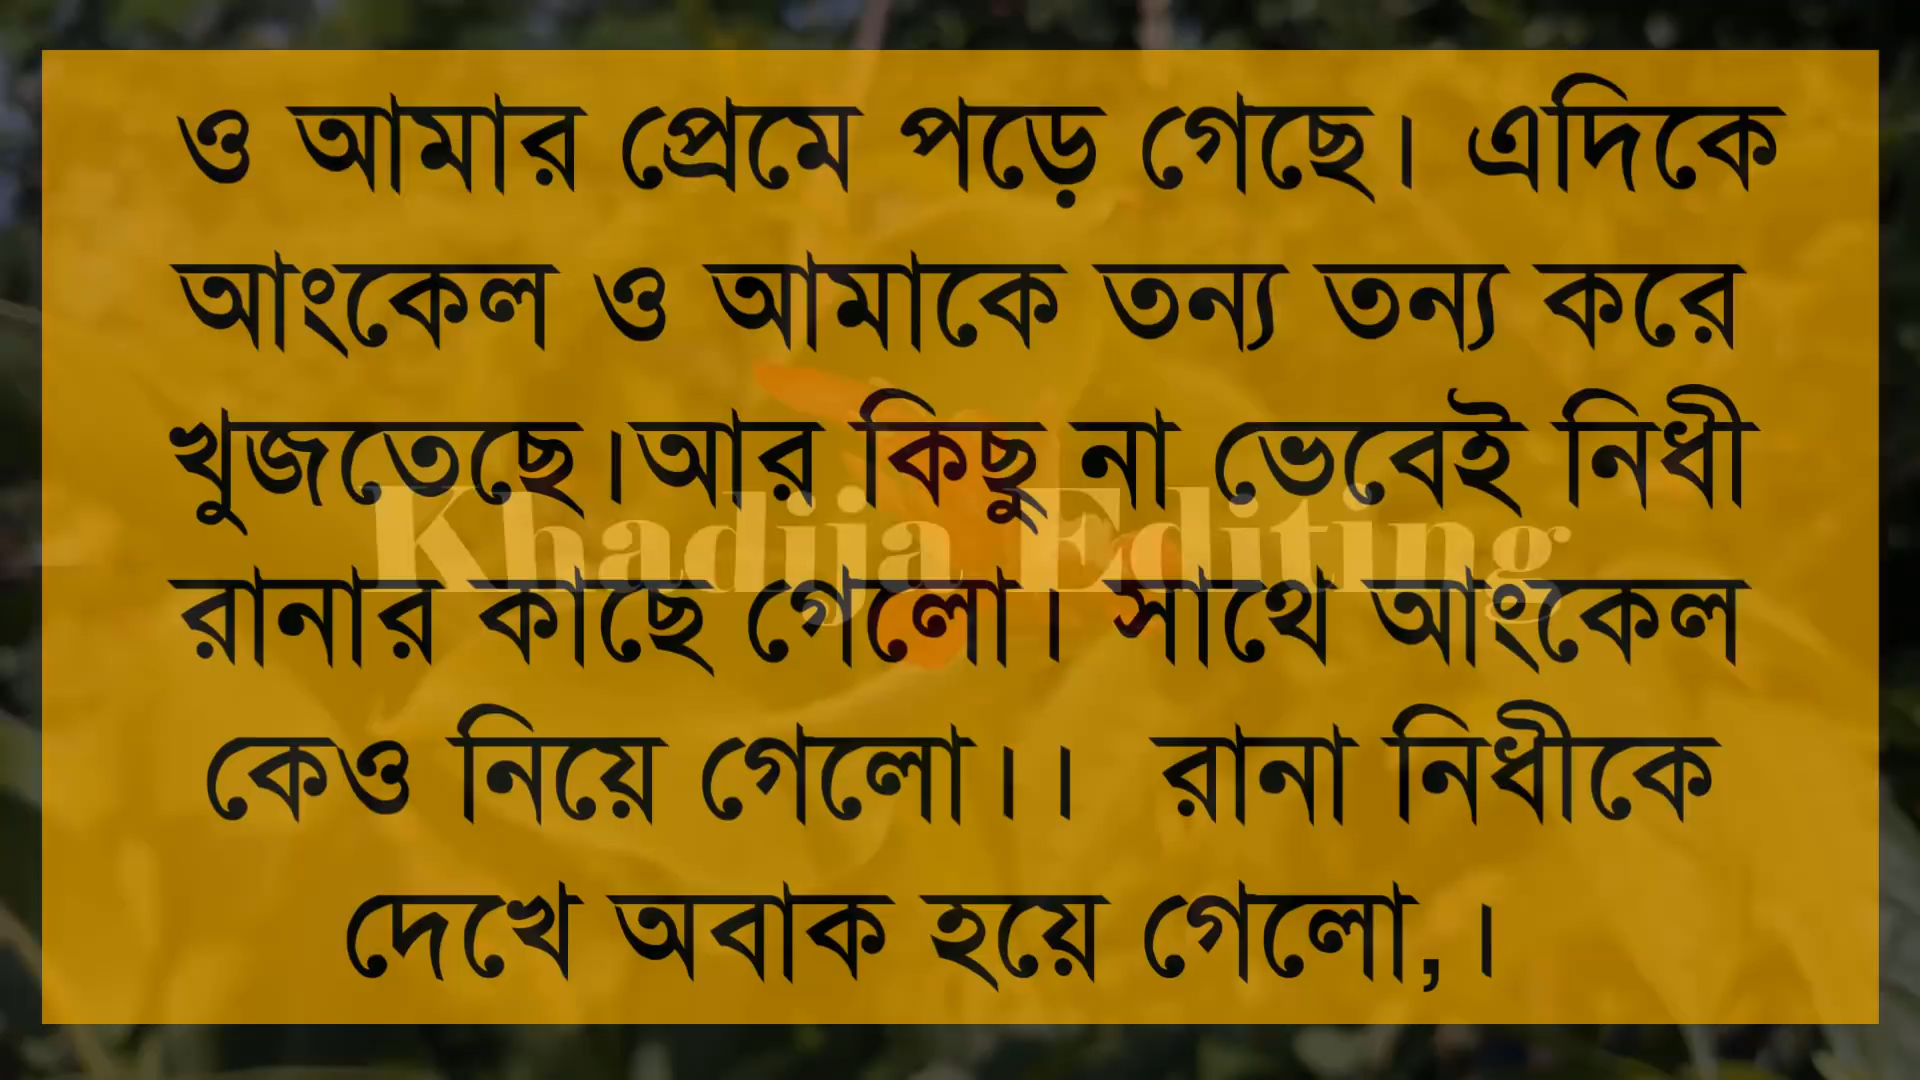 ও আমার প্রেমে পড়ে গেছে। এদিকে
আংকেল ও আমাকে তন্য তন্য করে
খুজতেছে।আর কিছু না ভেবেই নিধী
Khadija Editing
রানার কাছে গেলো। সাথে আংকেল
কেও নিয়ে গেলো।। রানা নিধীকে
দেখে অবাক হয়ে গেলো,।